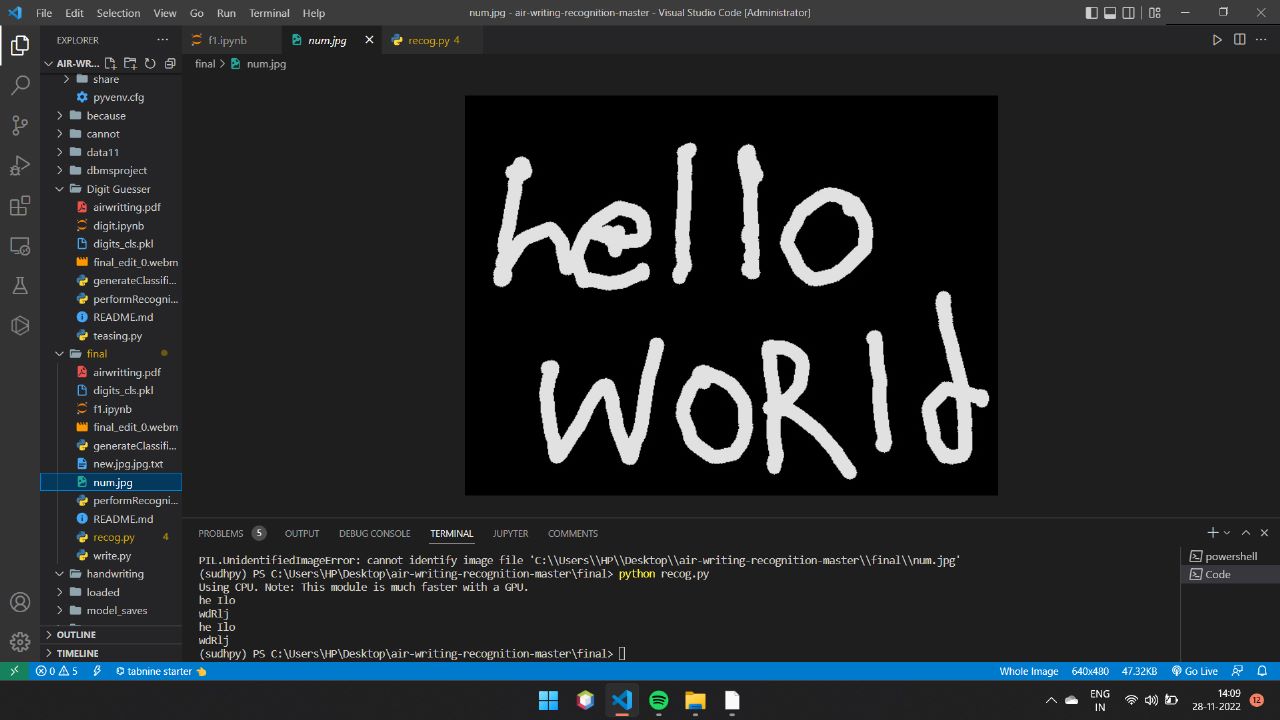 File Edit Selection View Go Run Terminal Help num.jpg - air-writing-recognition-master - Visual Studio Code [Administrator]
EXPLORER ... f1.ipynb num.jpg recog.py 4
AIR-WR... final > num.jpg
share
pyvenv.cfg
because
cannot
data11
dbmsproject
Digit Guesser
airwritting.pdf
digit.ipynb
digits_cls.pkl
final_edit_0.webm
generateClassifi...
performRecogni...
README.md
teasing.py
final
airwritting.pdf
digits_cls.pkl
f1.ipynb
final_edit_0.webm
generateClassifi...
new.jpg.jpg.txt
num.jpg
performRecogni...
README.md
recog.py 4
write.py
handwriting
loaded
model_saves
OUTLINE
TIMELINE
hello
WORld
PROBLEMS 5 OUTPUT DEBUG CONSOLE TERMINAL JUPYTER COMMENTS
PIL.UnidentifiedImageError: cannot identify image file 'C:\\Users\\HP\\Desktop\\air-writing-recognition-master\\final\\num.jpg'
(sudhpy) PS C:\Users\HP\Desktop\air-writing-recognition-master\final> python recog.py
Using CPU. Note: This module is much faster with a GPU.
he Ilo
wdRlj
he Ilo
wdRlj
(sudhpy) PS C:\Users\HP\Desktop\air-writing-recognition-master\final>
powershell
Code
0 5 tabnine starter Whole Image 640x480 47.32KB Go Live
ENG IN 14:09 28-11-2022 12